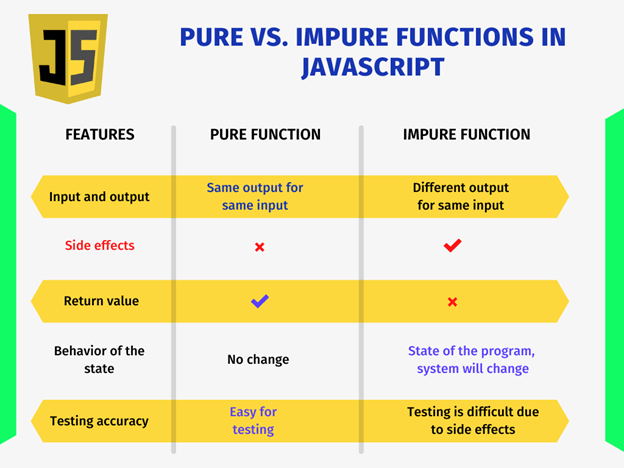 JS
PURE VS. IMPURE FUNCTIONS IN
JAVASCRIPT
FEATURES
PURE FUNCTION
IMPURE FUNCTION
Input and output
Same output for
same input
Different output
for same input
Side effects
Return value
Behavior of the
state
No change
State of the program,
system will change
Testing accuracy
Easy for
testing
Testing is difficult due
to side effects